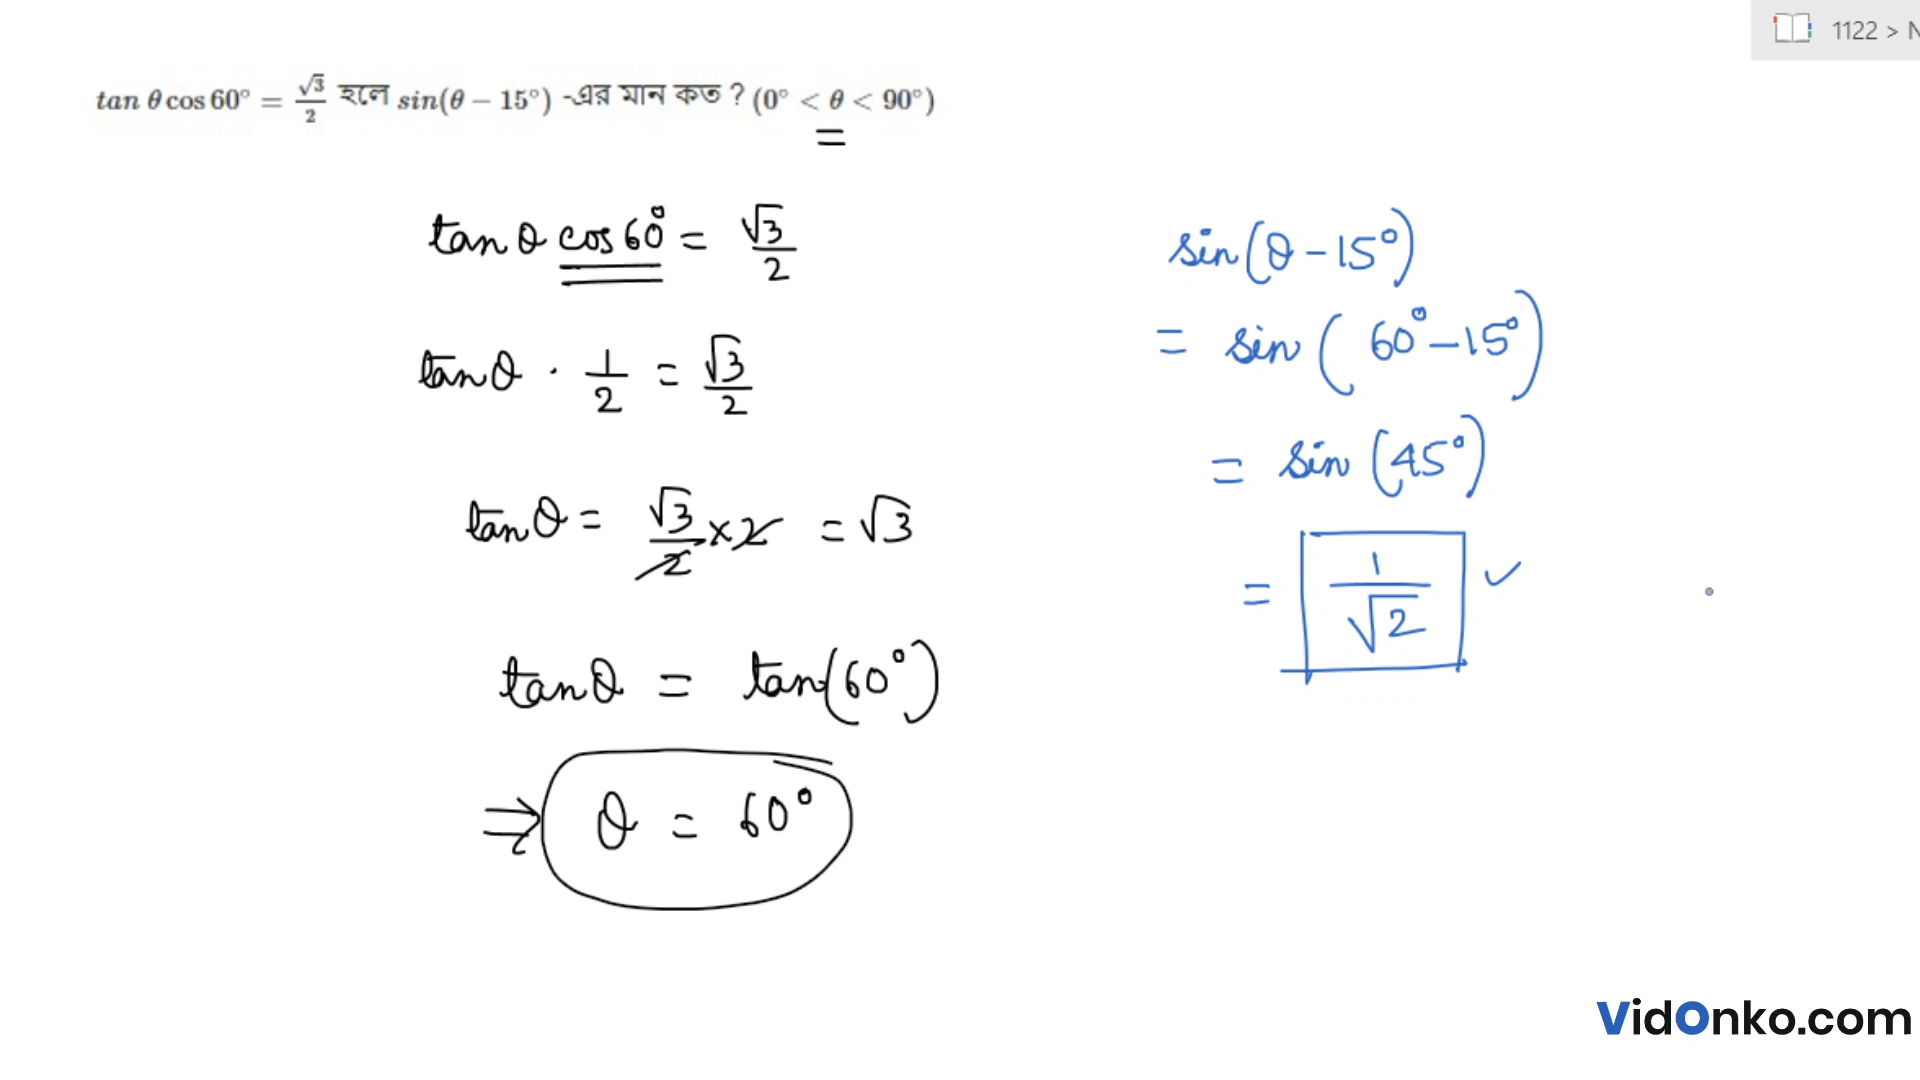 1122 > N
tan θ cos 60° = √3/2 হলে sin(θ − 15°) -এর মান কত ? (0° < θ < 90°)
=
tan θ cos 60° = √3/2
tan θ · 1/2 = √3/2
tan θ = √3/2 × 2 = √3
tan θ = tan(60°)
⇒ θ = 60°
sin(θ − 15°)
= sin(60° − 15°)
= sin(45°)
= 1/√2 ✓
VidOnko.com